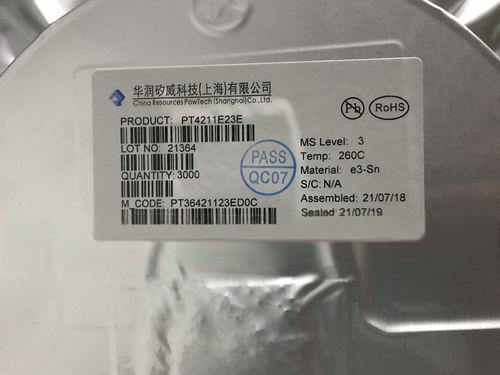 华润矽威科技(上海)有限公司
China Resources PowTech (Shanghai)Co.,Ltd.
Pb
RoHS
PRODUCT: PT4211E23E
LOT NO: 21364
QUANTITY: 3000
M_CODE: PT36421123ED0C
PASS
QC07
MS Level: 3
Temp: 260C
Material: e3-Sn
S/C: N/A
Assembled: 21/07/18
Sealed 21/07/19